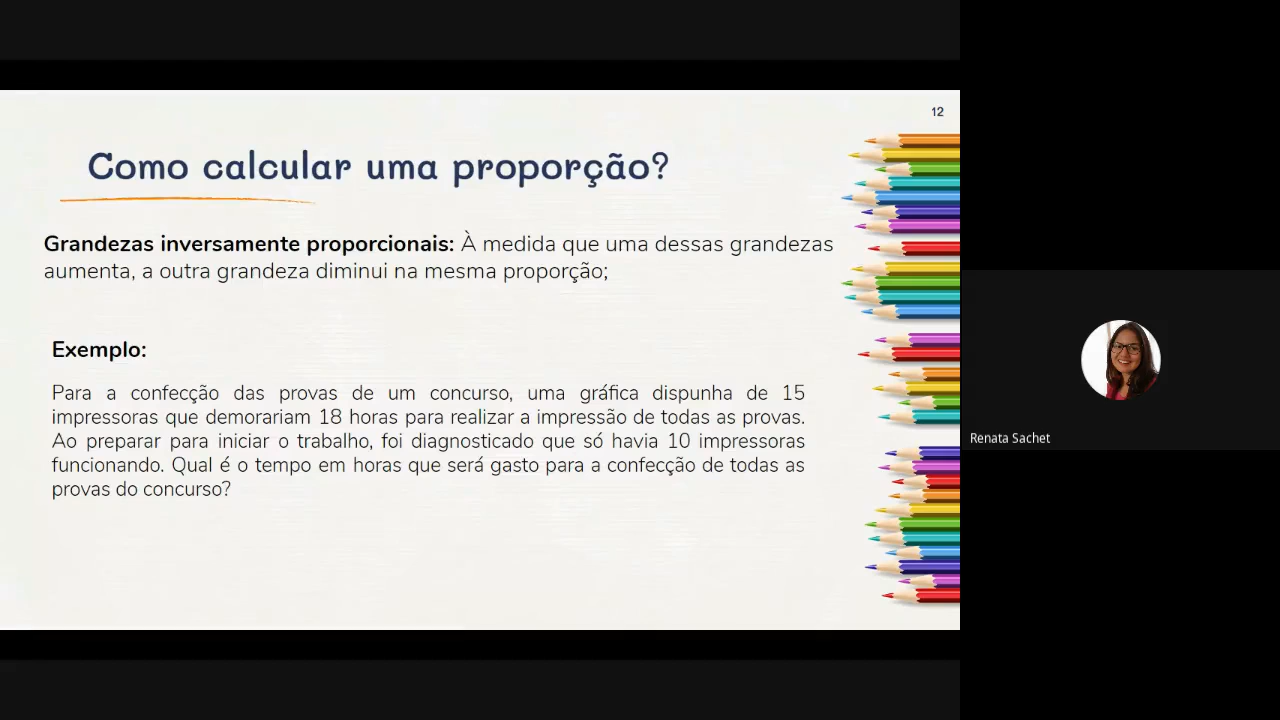 12
Como calcular uma proporção?
Grandezas inversamente proporcionais: À medida que uma dessas grandezas
aumenta, a outra grandeza diminui na mesma proporção;
Exemplo:
Para a confecção das provas de um concurso, uma gráfica dispunha de 15
impressoras que demorariam 18 horas para realizar a impressão de todas as provas.
Ao preparar para iniciar o trabalho, foi diagnosticado que só havia 10 impressoras
funcionando. Qual é o tempo em horas que será gasto para a confecção de todas as
provas do concurso?
Renata Sachet